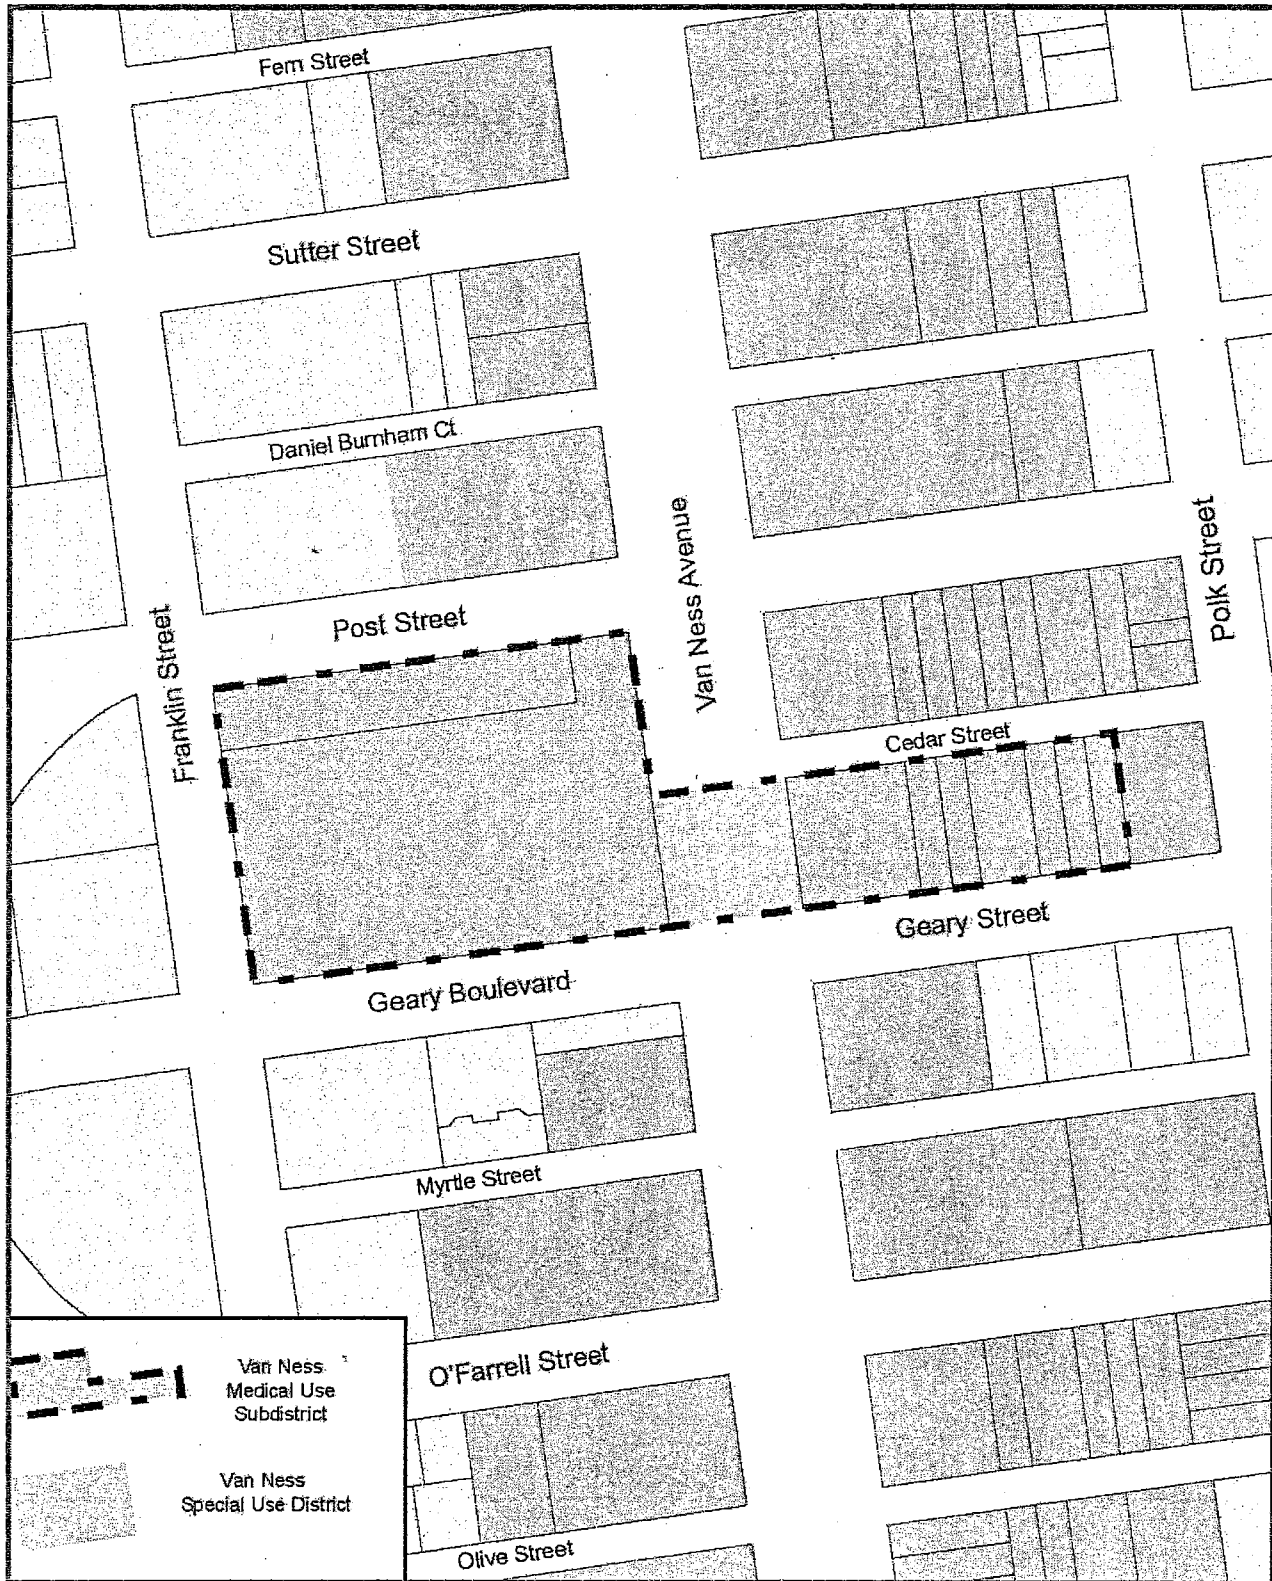 Fern Street
Sutter Street
Daniel Burnham Ct
Post Street
Franklin Street
Van Ness Avenue
Polk Street
Cedar Street
Geary Street
Geary Boulevard
Myrtle Street
O'Farrell Street
Olive Street
Van Ness
Medical Use
Subdistrict
Van Ness
Special Use District